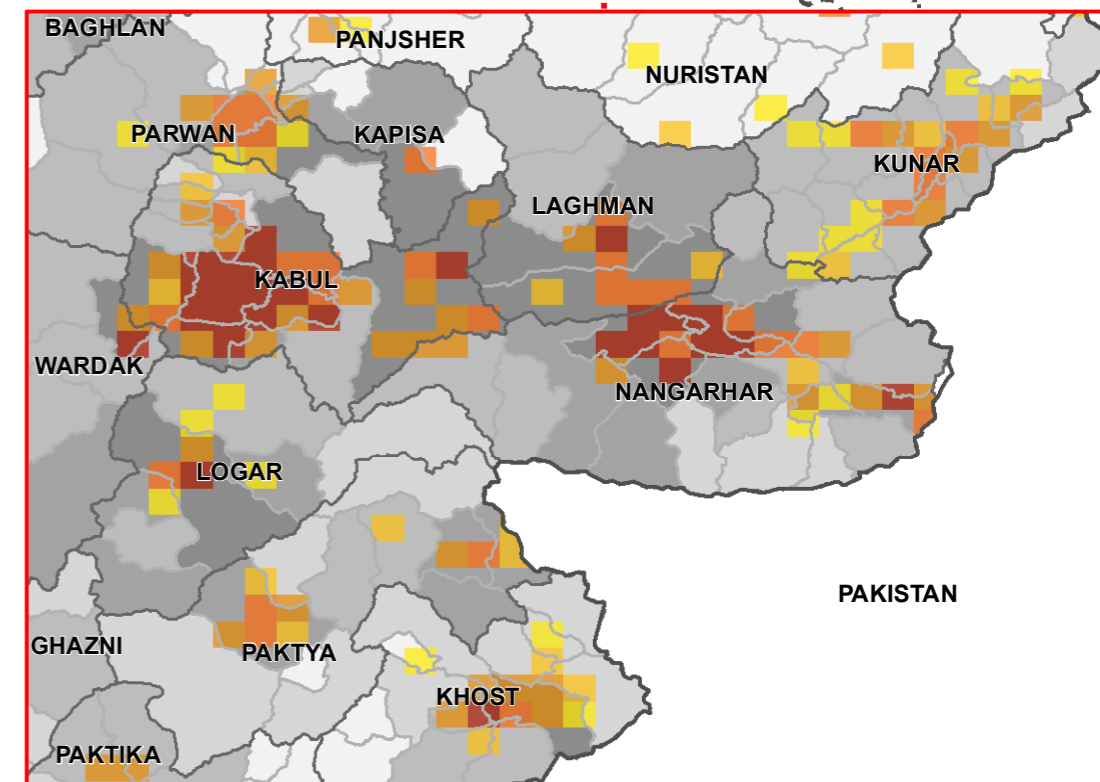 BAGHLAN
PANJSHER
NURISTAN
PARWAN
KAPISA
KUNAR
LAGHMAN
KABUL
WARDAK
NANGARHAR
LOGAR
PAKISTAN
GHAZNI
PAKTYA
KHOST
PAKTIKA